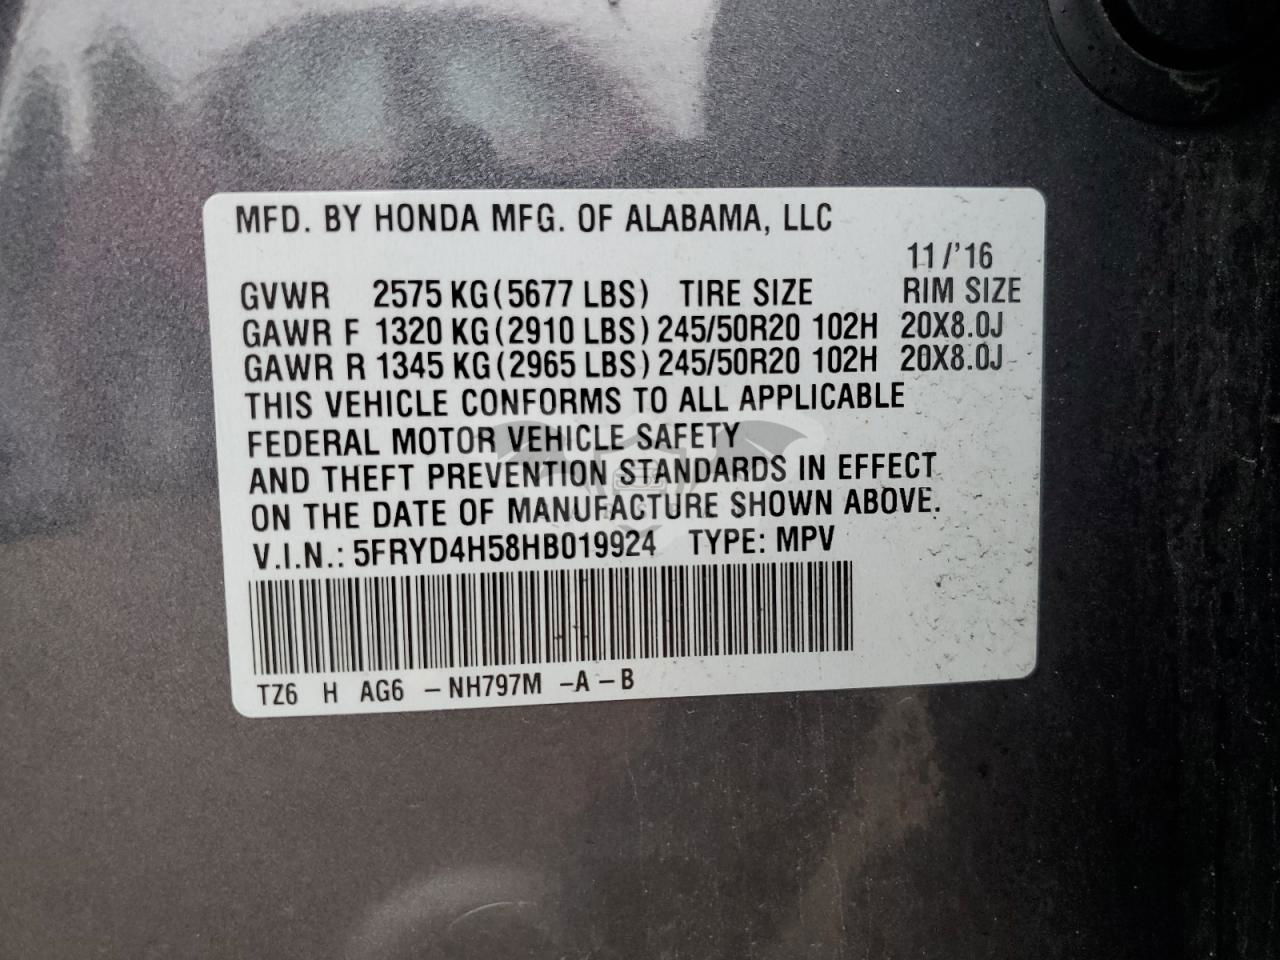 MFD. BY HONDA MFG. OF ALABAMA, LLC
11/'16
GVWR 2575 KG(5677 LBS) TIRE SIZE RIM SIZE
GAWR F 1320 KG(2910 LBS) 245/50R20 102H 20X8.0J
GAWR R 1345 KG(2965 LBS) 245/50R20 102H 20X8.0J
THIS VEHICLE CONFORMS TO ALL APPLICABLE
FEDERAL MOTOR VEHICLE SAFETY
AND THEFT PREVENTION STANDARDS IN EFFECT
ON THE DATE OF MANUFACTURE SHOWN ABOVE.
V.I.N.: 5FRYD4H58HB019924 TYPE: MPV
TZ6 H AG6 -NH797M -A-B